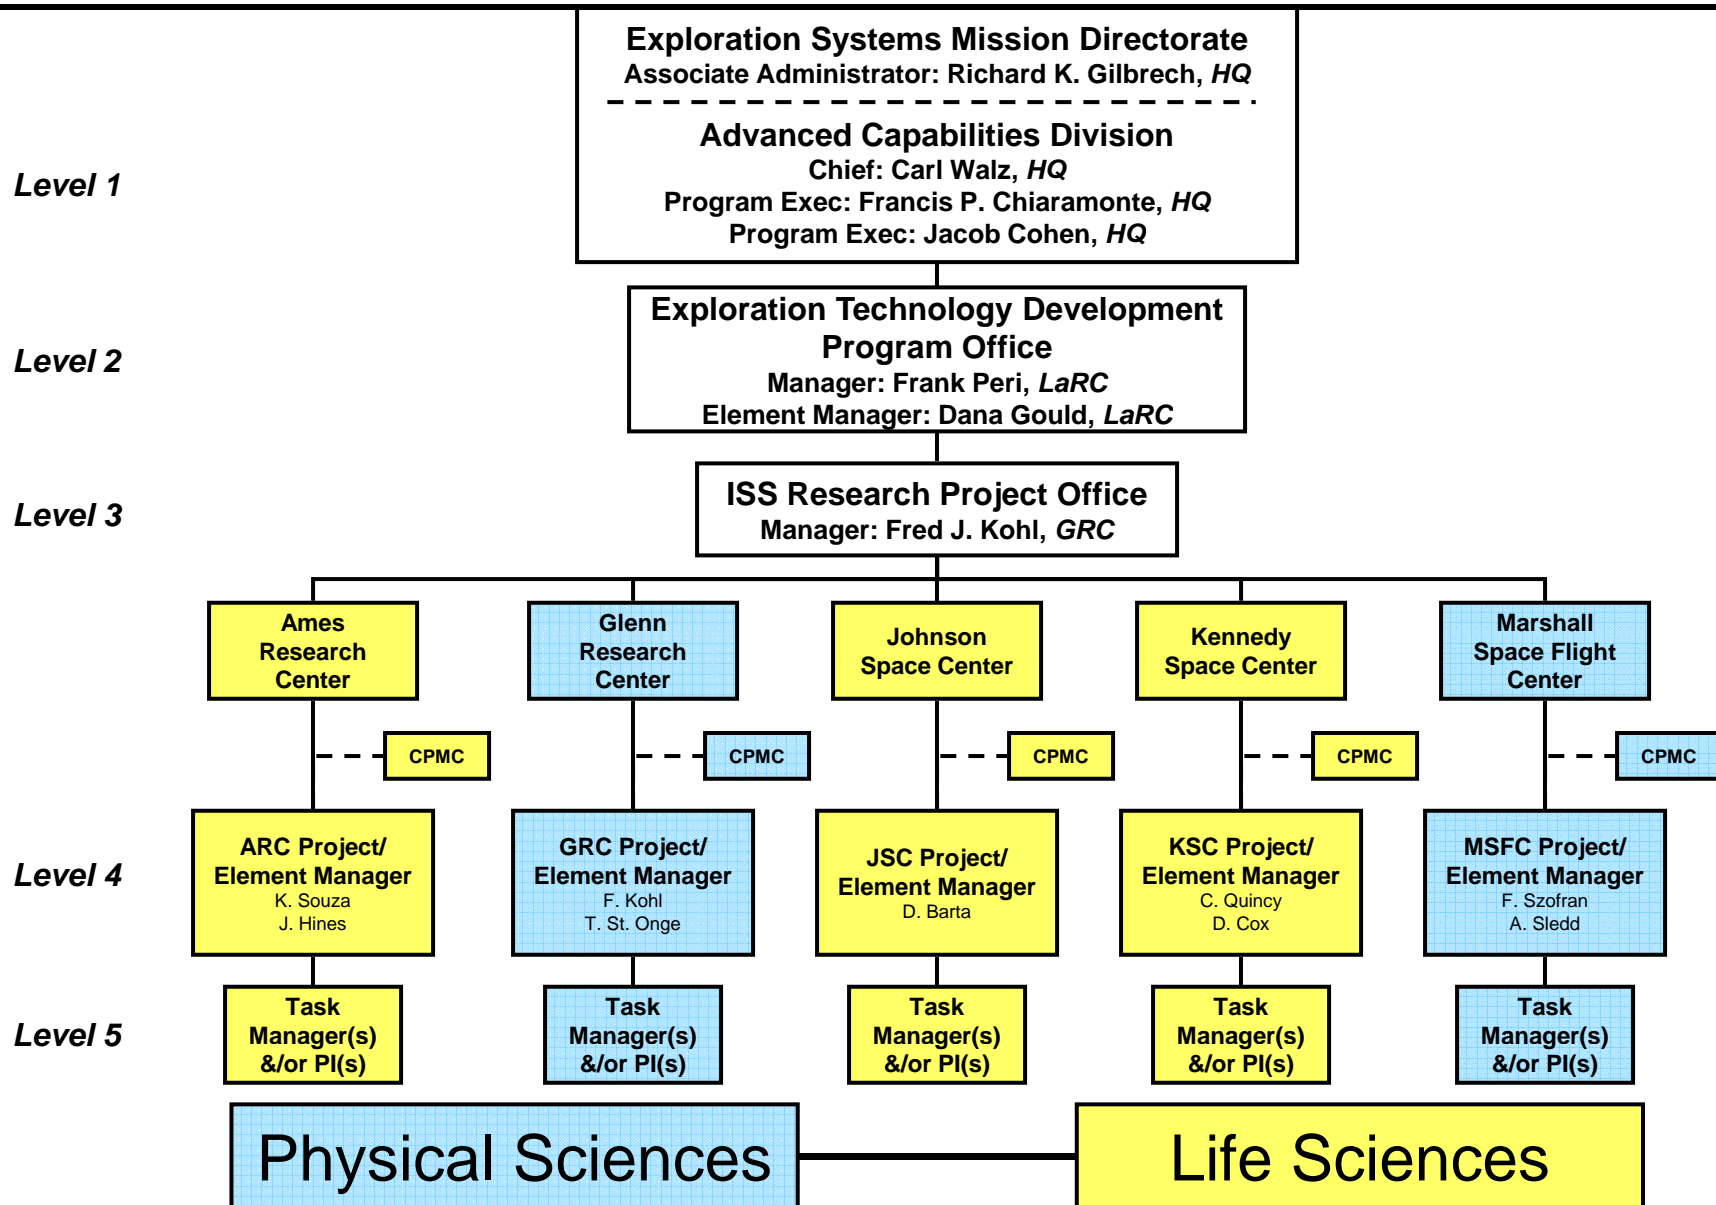 Exploration Systems Mission Directorate
Associate Administrator: Richard K. Gilbrech, HQ
Advanced Capabilities Division
Chief: Carl Walz, HQ
Program Exec: Francis P. Chiaramonte, HQ
Program Exec: Jacob Cohen, HQ
Level 1
Exploration Technology Development
Program Office
Manager: Frank Peri, LaRC
Element Manager: Dana Gould, LaRC
Level 2
ISS Research Project Office
Manager: Fred J. Kohl, GRC
Level 3
Ames
Research
Center
Glenn
Research
Center
Johnson
Space Center
Kennedy
Space Center
Marshall
Space Flight
Center
CPMC
CPMC
CPMC
CPMC
CPMC
Level 4
ARC Project/
Element Manager
K. Souza
J. Hines
GRC Project/
Element Manager
F. Kohl
T. St. Onge
JSC Project/
Element Manager
D. Barta
KSC Project/
Element Manager
C. Quincy
D. Cox
MSFC Project/
Element Manager
F. Szofran
A. Sledd
Level 5
Task
Manager(s)
&/or PI(s)
Task
Manager(s)
&/or PI(s)
Task
Manager(s)
&/or PI(s)
Task
Manager(s)
&/or PI(s)
Task
Manager(s)
&/or PI(s)
Physical Sciences
Life Sciences